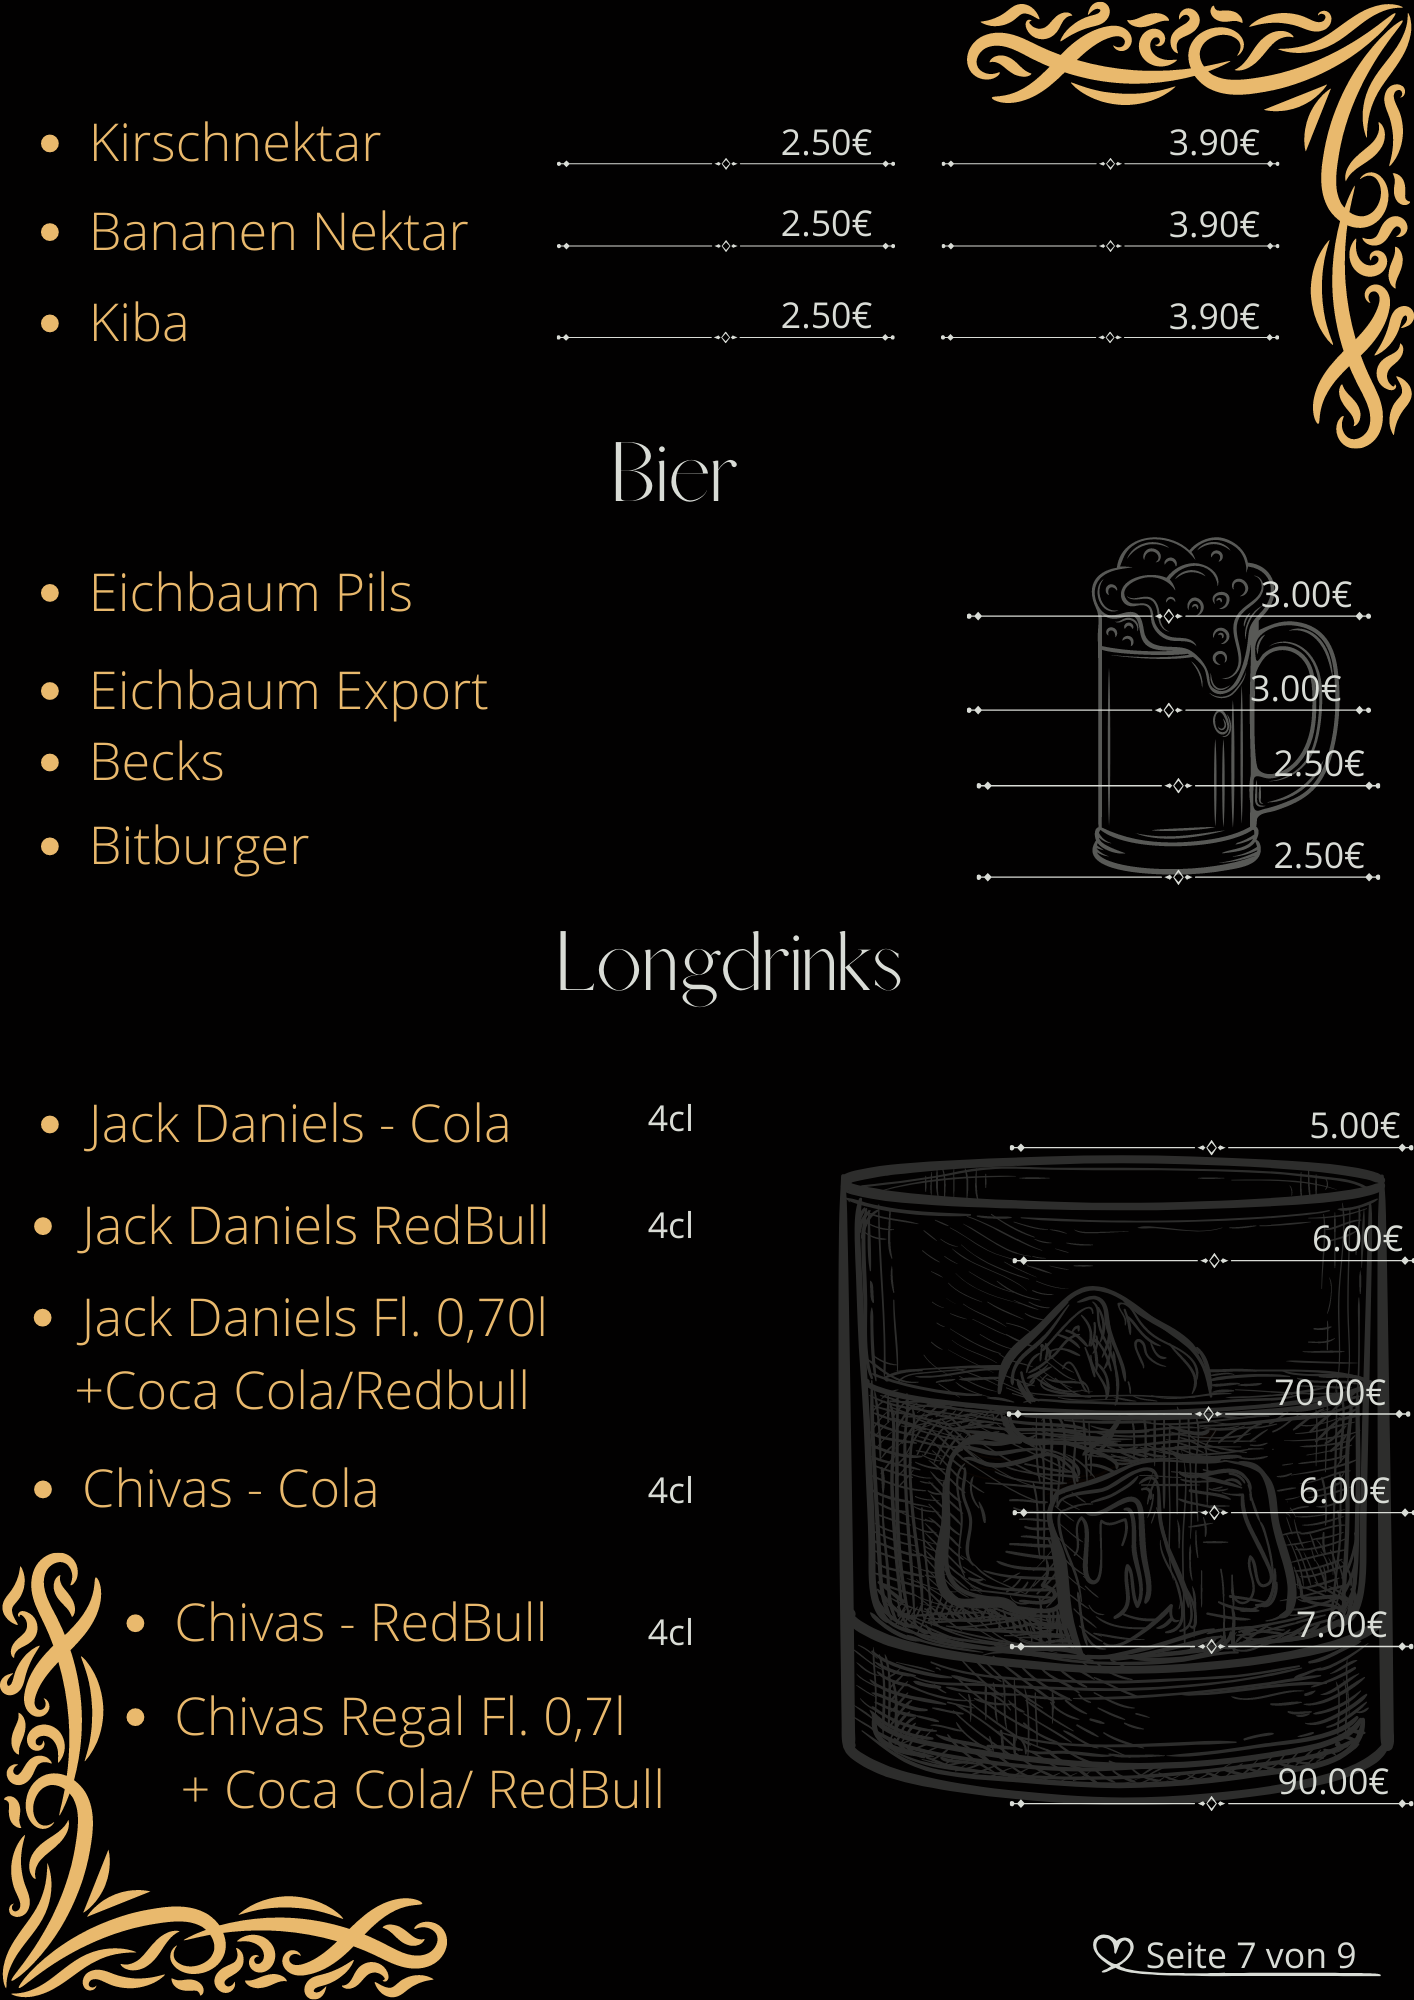 Kirschnektar 2.50€ 3.90€
Bananen Nektar 2.50€ 3.90€
Kiba 2.50€ 3.90€
Bier
Eichbaum Pils 3.00€
Eichbaum Export 3.00€
Becks 2.50€
Bitburger 2.50€
Longdrinks
Jack Daniels - Cola 4cl 5.00€
Jack Daniels RedBull 4cl 6.00€
Jack Daniels Fl. 0,70l
+Coca Cola/Redbull 70.00€
Chivas - Cola 4cl 6.00€
Chivas - RedBull 4cl 7.00€
Chivas Regal Fl. 0,7l
+ Coca Cola/ RedBull 90.00€
Seite 7 von 9